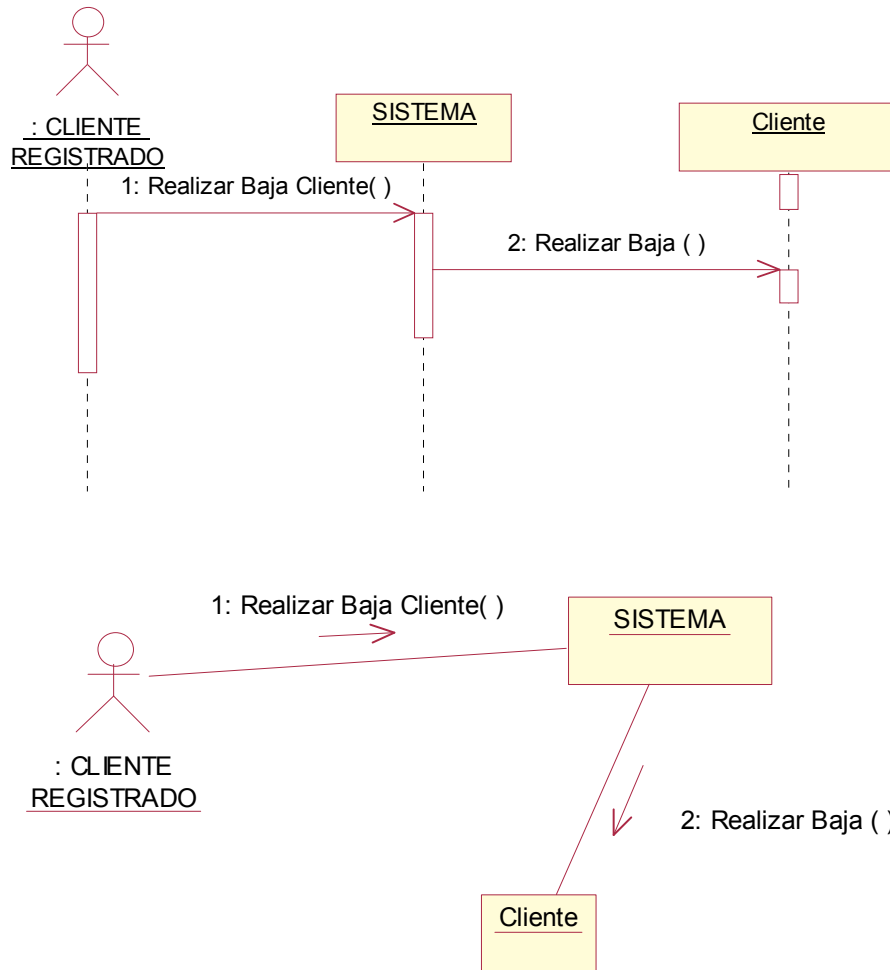 : CLIENTE
REGISTRADO
SISTEMA
Cliente
1: Realizar Baja Cliente( )
2: Realizar Baja ( )
1: Realizar Baja Cliente( )
SISTEMA
: CLIENTE
REGISTRADO
2: Realizar Baja ( )
Cliente